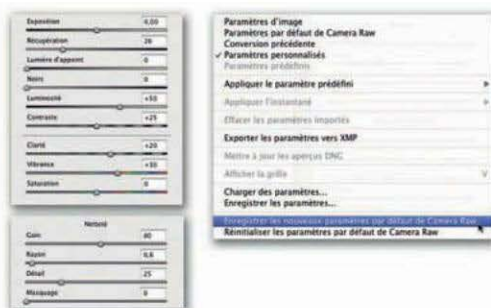 Exposition 0,00
Récupération 26
Lumière d'appoint 0
Noirs 0
Luminosité +50
Contraste +25
Clarté +20
Vibrance +30
Saturation 0
Netteté
Gain 40
Rayon 0,8
Détail 25
Masquage 0
Paramètres d'image
Paramètres par défaut de Camera Raw
Conversion précédente
✓ Paramètres personnalisés
Paramètres prédéfinis
Appliquer le paramètre prédéfini
Appliquer l'instantané
Effacer les paramètres importés
Exporter les paramètres vers XMP
Mettre à jour les aperçus DNG
Afficher la grille V
Charger des paramètres...
Enregistrer les paramètres...
Enregistrer les nouveaux paramètres par défaut de Camera Raw
Réinitialiser les paramètres par défaut de Camera Raw